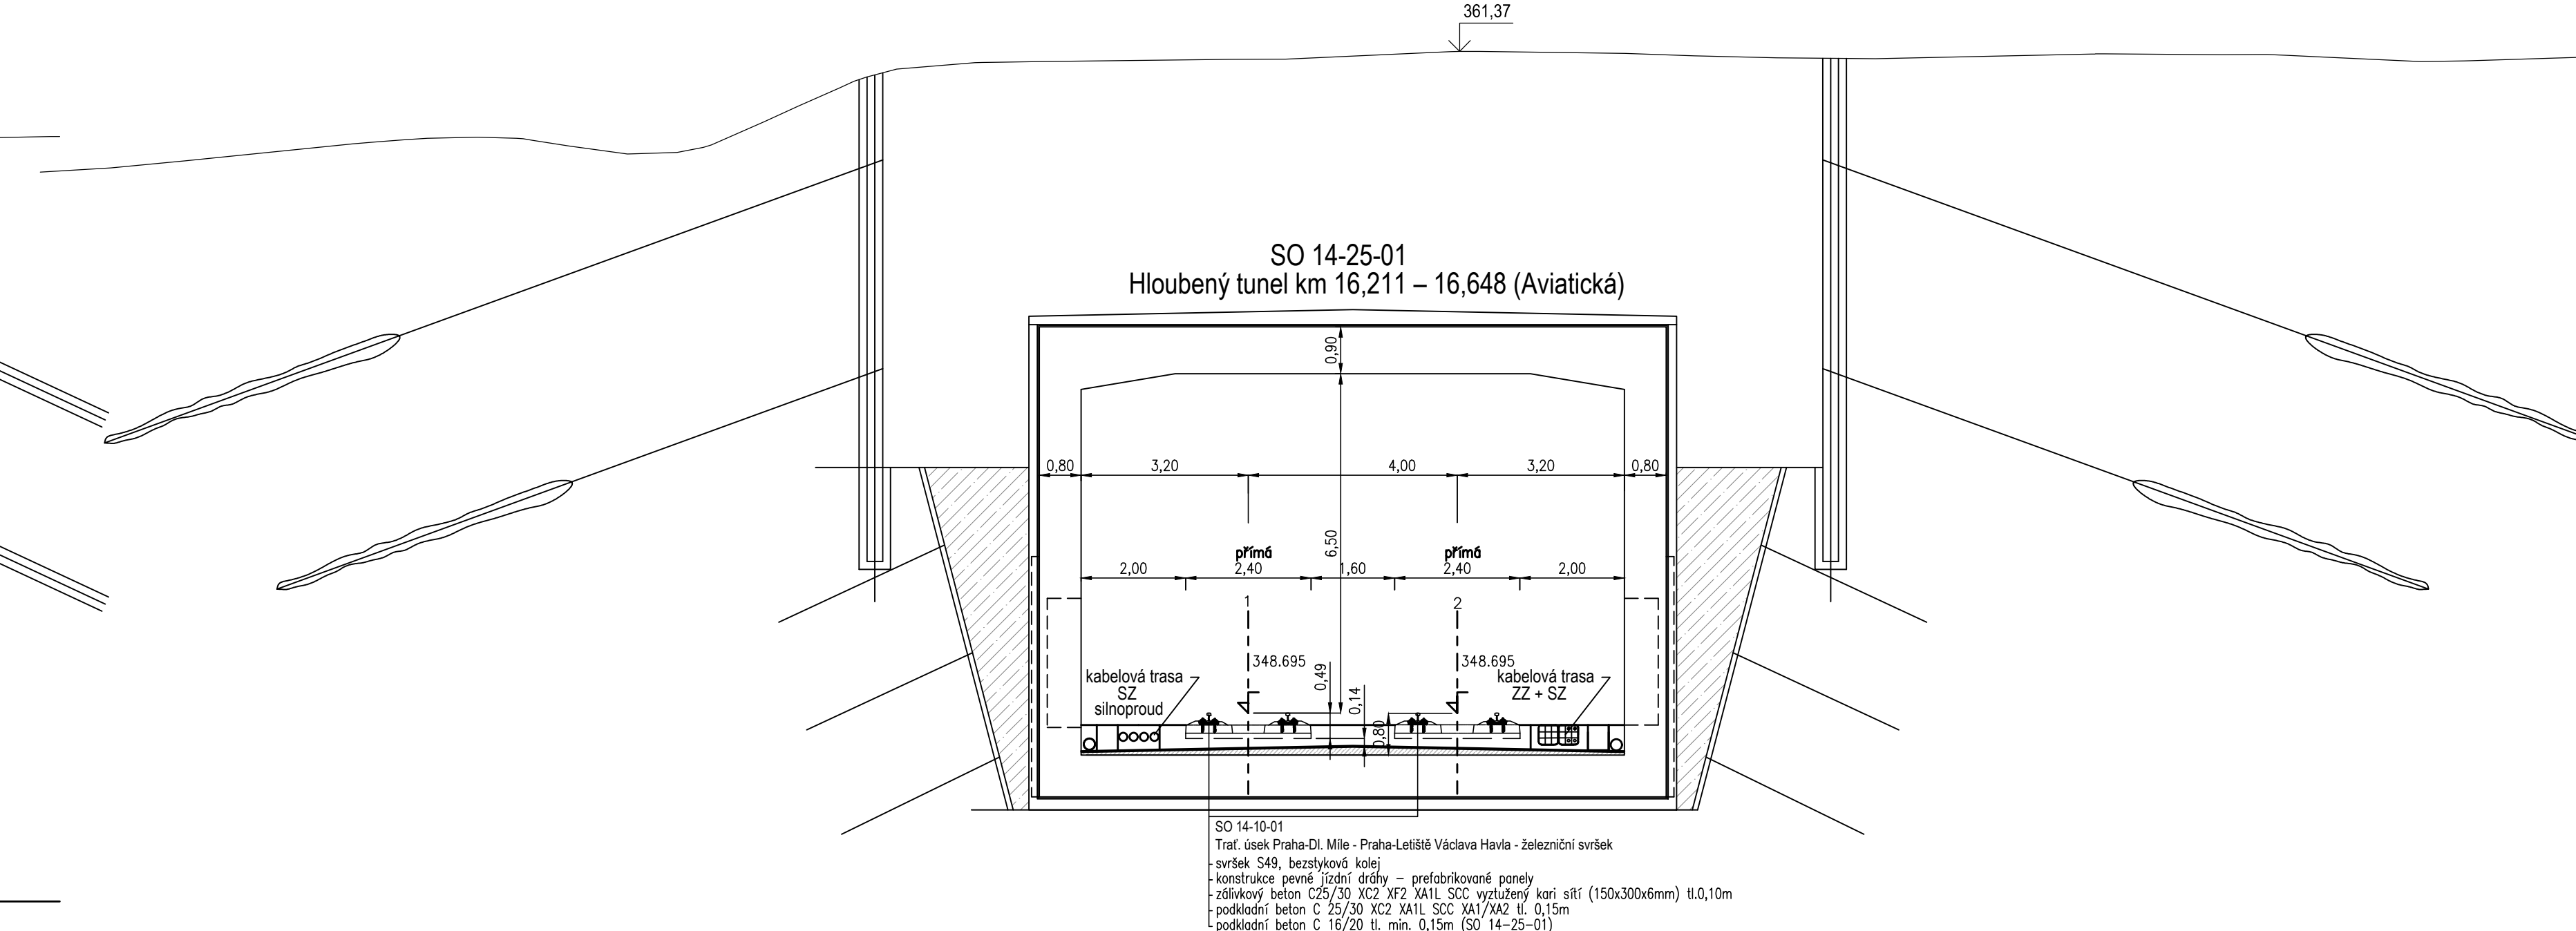 361,37
SO 14-25-01
Hloubený tunel km 16,211 – 16,648 (Aviatická)
0,90
0,80
3,20
4,00
3,20
0,80
6,50
přímá
přímá
2,00
2,40
1,60
2,40
2,00
1
2
348.695
348.695
kabelová trasa
SZ
silnoproud
0,49
0,14
0,80
kabelová trasa
ZZ + SZ
SO 14-10-01
Trať. úsek Praha-Dl. Míle - Praha-Letiště Václava Havla - železniční svršek
svršek S49, bezstyková kolej
konstrukce pevné jízdní dráhy – prefabrikované panely
zálivkový beton C25/30 XC2 XF2 XA1L SCC vyztužený kari sítí (150x300x6mm) tl.0,10m
podkladní beton C 25/30 XC2 XA1L SCC XA1/XA2 tl. 0,15m
podkladní beton C 16/20 tl. min. 0,15m (SO 14-25-01)